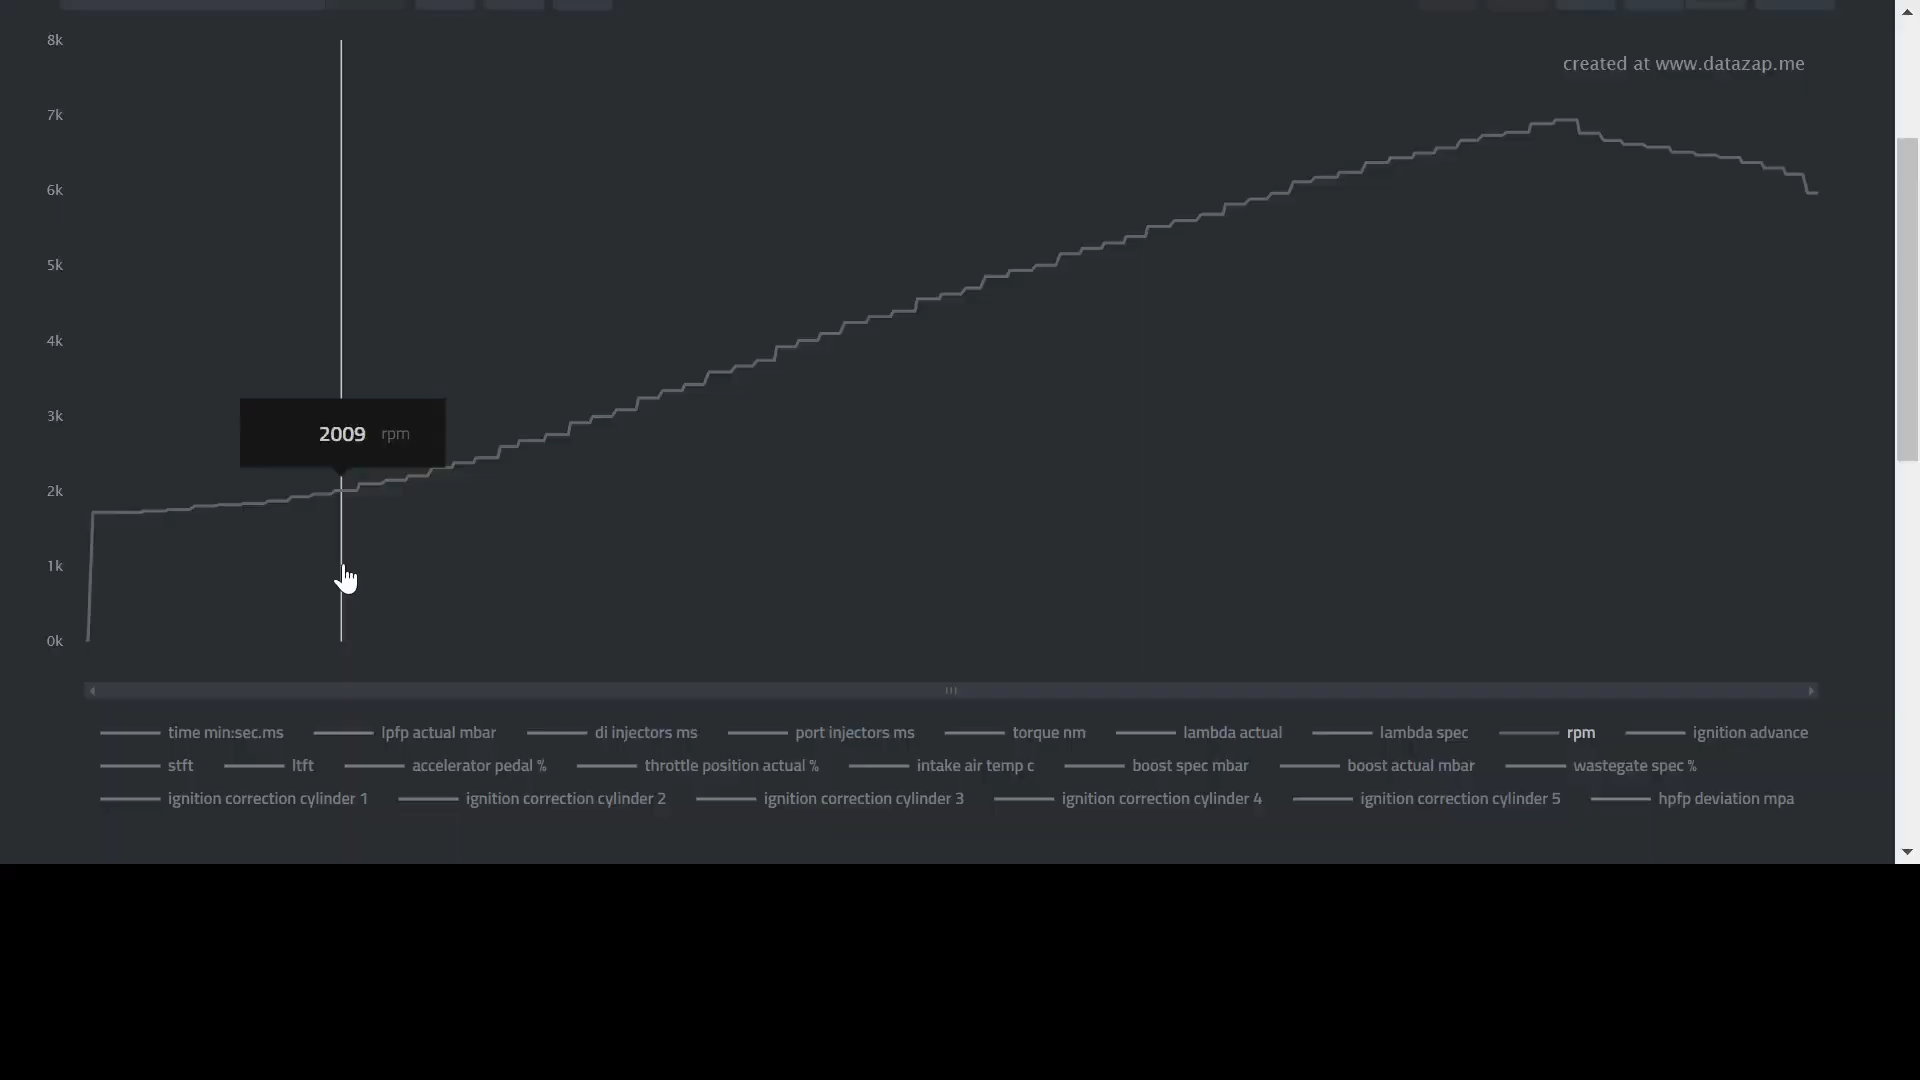 8k
created at www.datazap.me
7k
6k
5k
4k
3k
2009 rpm
2k
1k
0k
time min:sec.ms lpfp actual mbar di injectors ms port injectors ms torque nm lambda actual lambda spec rpm ignition advance
stft ltft accelerator pedal % throttle position actual % intake air temp c boost spec mbar boost actual mbar wastegate spec %
ignition correction cylinder 1 ignition correction cylinder 2 ignition correction cylinder 3 ignition correction cylinder 4 ignition correction cylinder 5 hpfp deviation mpa